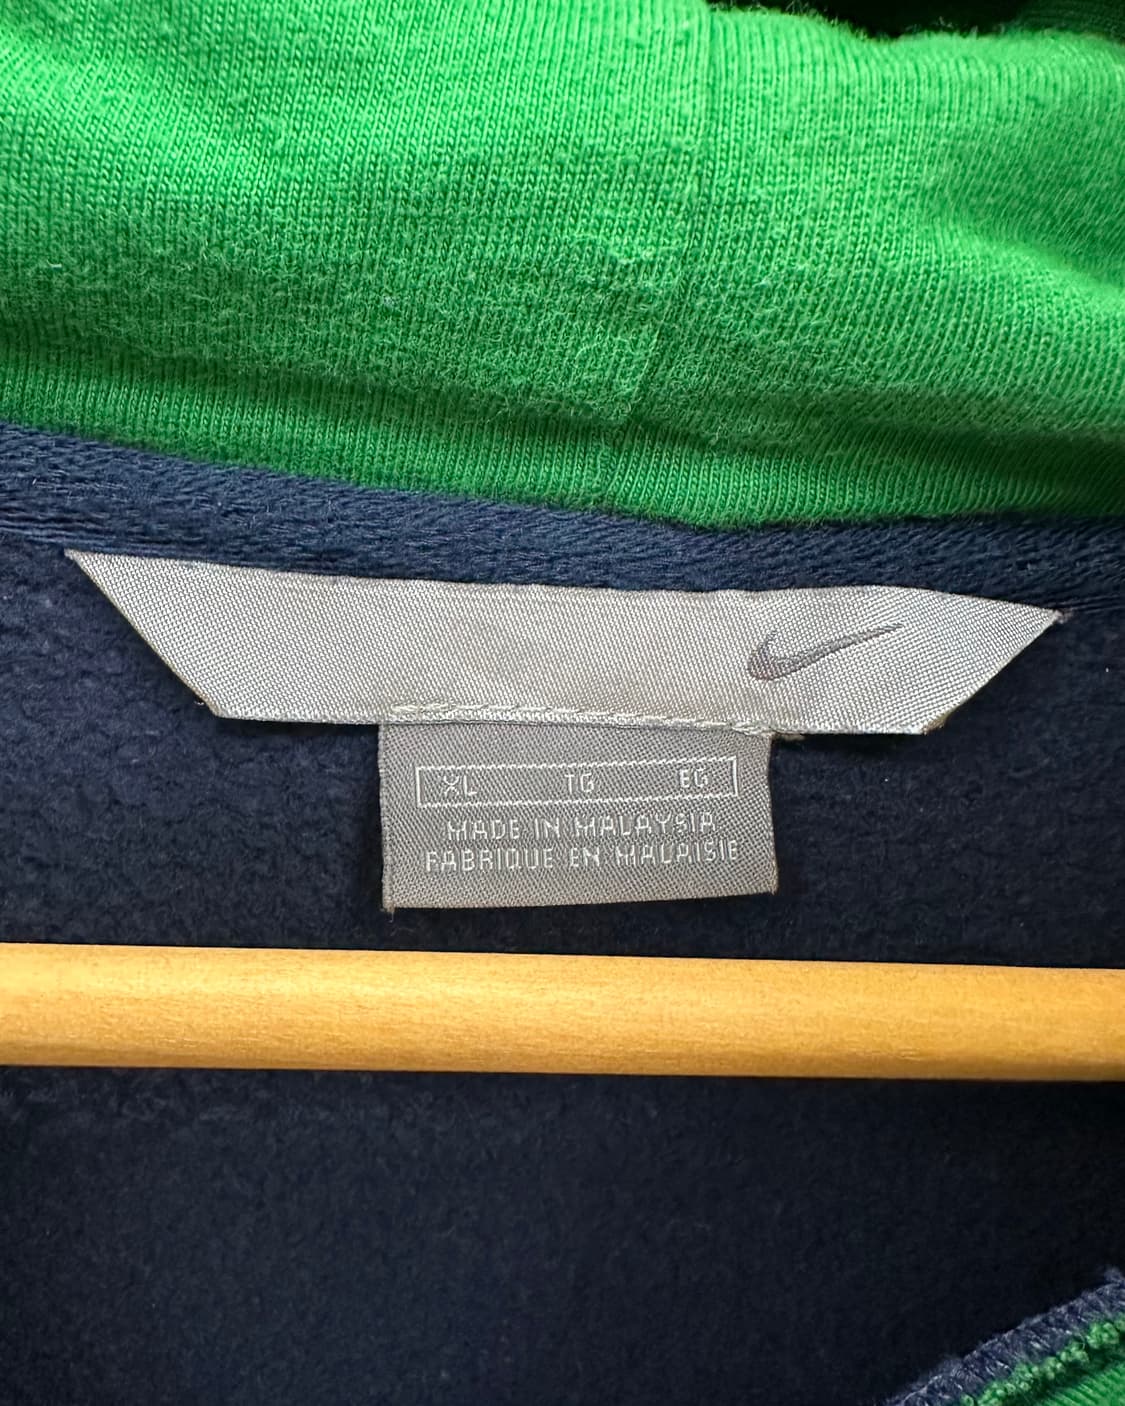 XL TG EG
MADE IN MALAYSIA
FABRIQUE EN MALAISIE